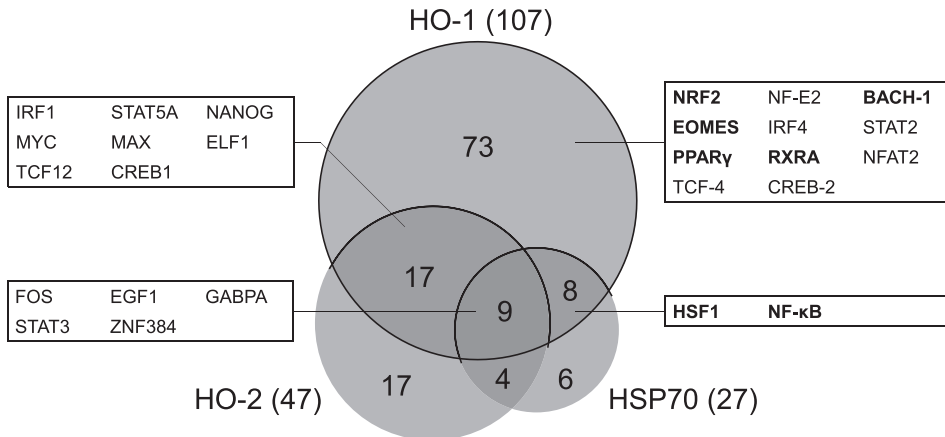 HO-1 (107)
IRF1 STAT5A NANOG
MYC MAX ELF1
TCF12 CREB1
NRF2 NF-E2 BACH-1
EOMES IRF4 STAT2
PPARγ RXRA NFAT2
TCF-4 CREB-2
73
17
8
9
FOS EGF1 GABPA
STAT3 ZNF384
HSF1 NF-κB
17
4
6
HO-2 (47)
HSP70 (27)